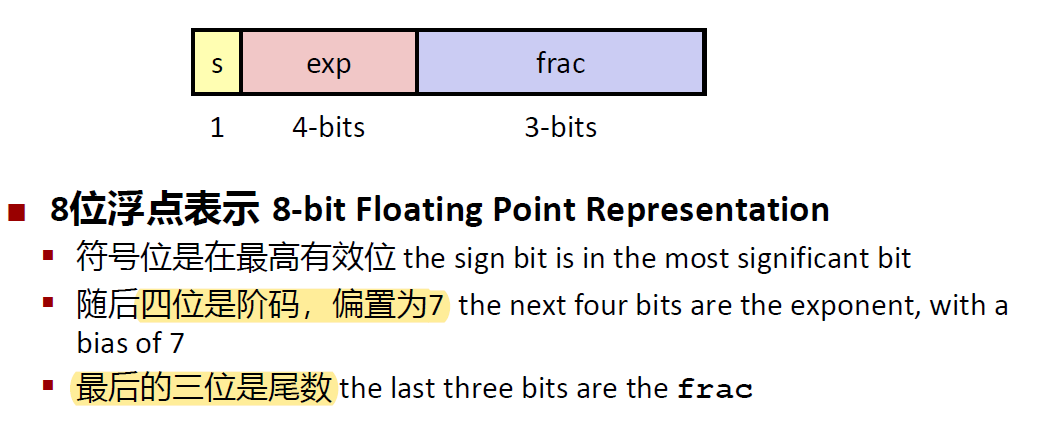 s exp frac
1 4-bits 3-bits
■ 8位浮点表示 8-bit Floating Point Representation
▪ 符号位是在最高有效位 the sign bit is in the most significant bit
▪ 随后四位是阶码，偏置为7 the next four bits are the exponent, with a
bias of 7
▪ 最后的三位是尾数 the last three bits are the frac